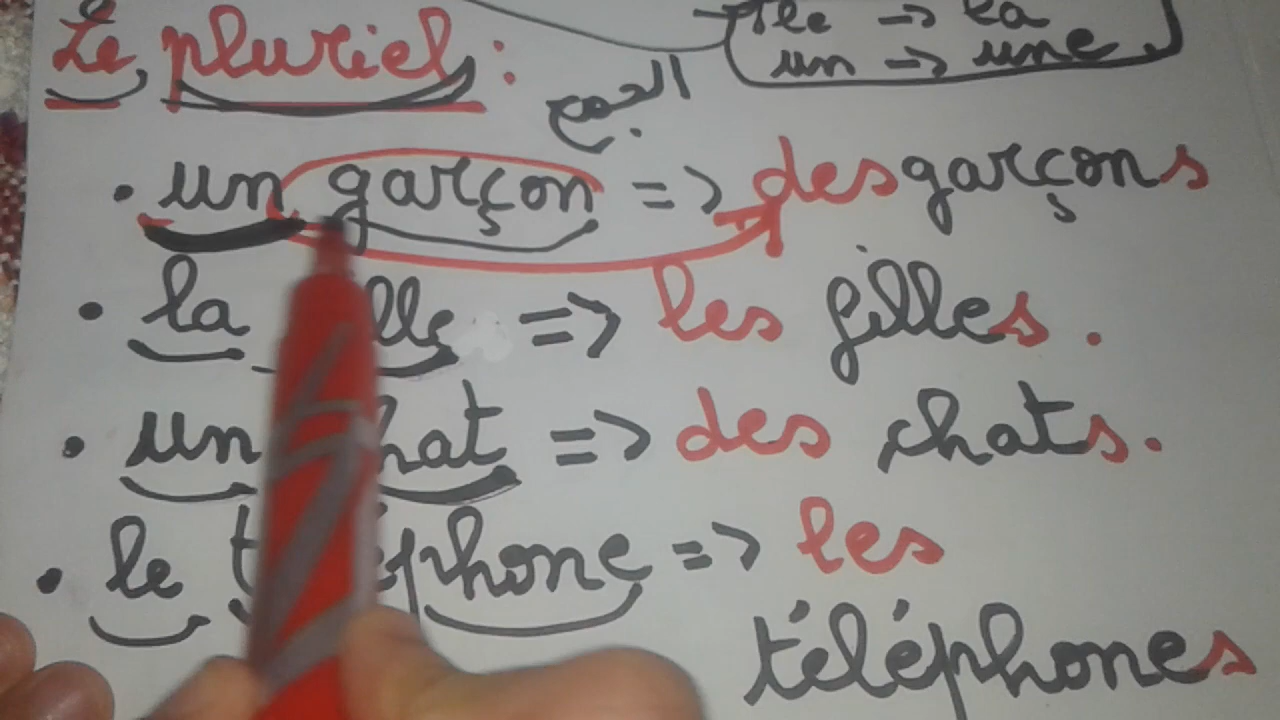 le => la
un => une
Le pluriel :
الجمع
• un garçon => des garçons
• la => les filles.
• un => des chats.
• le téléphone => les
téléphones